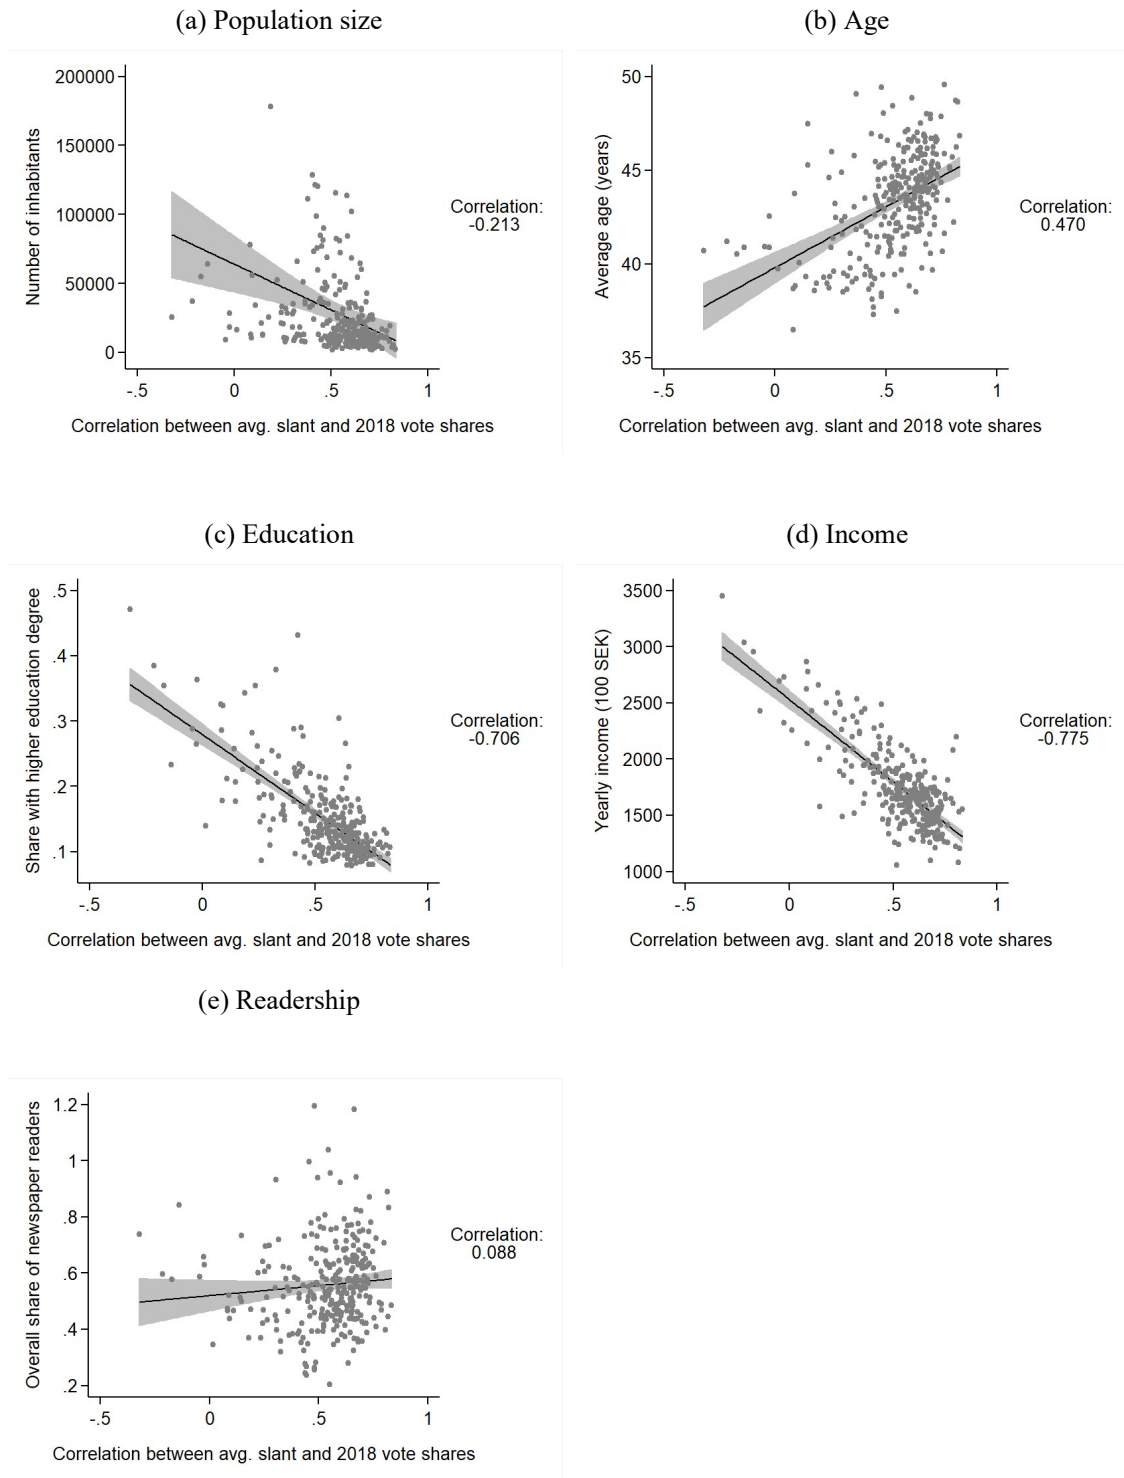 (a) Population size
Number of inhabitants
200000
150000
100000
50000
0
-.5 0 .5 1
Correlation between avg. slant and 2018 vote shares
Correlation:
-0.213
(b) Age
Average age (years)
50
45
40
35
-.5 0 .5 1
Correlation between avg. slant and 2018 vote shares
Correlation:
0.470
(c) Education
Share with higher education degree
.5
.4
.3
.2
.1
-.5 0 .5 1
Correlation between avg. slant and 2018 vote shares
Correlation:
-0.706
(d) Income
Yearly income (100 SEK)
3500
3000
2500
2000
1500
1000
-.5 0 .5 1
Correlation between avg. slant and 2018 vote shares
Correlation:
-0.775
(e) Readership
Overall share of newspaper readers
1.2
1
.8
.6
.4
.2
-.5 0 .5 1
Correlation between avg. slant and 2018 vote shares
Correlation:
0.088